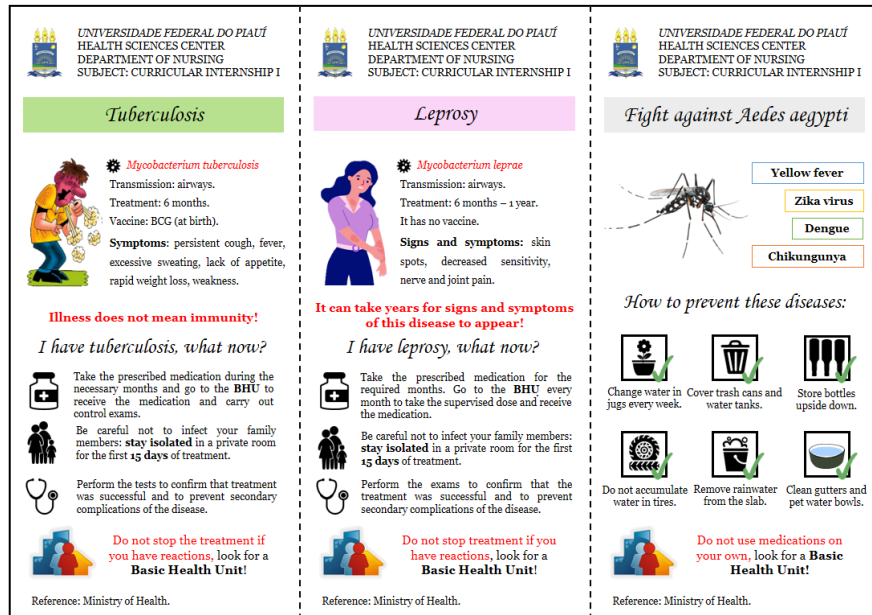 UNIVERSIDADE FEDERAL DO PIAUÍ
HEALTH SCIENCES CENTER
DEPARTMENT OF NURSING
SUBJECT: CURRICULAR INTERNSHIP I
Tuberculosis
Mycobacterium tuberculosis
Transmission: airways.
Treatment: 6 months.
Vaccine: BCG (at birth).
Symptoms: persistent cough, fever,
excessive sweating, lack of appetite,
rapid weight loss, weakness.
Illness does not mean immunity!
I have tuberculosis, what now?
Take the prescribed medication during the
necessary months and go to the BHU to
receive the medication and carry out
control exams.
Be careful not to infect your family
members: stay isolated in a private room
for the first 15 days of treatment.
Perform the tests to confirm that treatment
was successful and to prevent secondary
complications of the disease.
Do not stop the treatment if
you have reactions, look for a
Basic Health Unit!
Reference: Ministry of Health.
UNIVERSIDADE FEDERAL DO PIAUÍ
HEALTH SCIENCES CENTER
DEPARTMENT OF NURSING
SUBJECT: CURRICULAR INTERNSHIP I
Leprosy
Mycobacterium leprae
Transmission: airways.
Treatment: 6 months – 1 year.
It has no vaccine.
Signs and symptoms: skin
spots, decreased sensitivity,
nerve and joint pain.
It can take years for signs and symptoms
of this disease to appear!
I have leprosy, what now?
Take the prescribed medication for the
required months. Go to the BHU every
month to take the supervised dose and receive
the medication.
Be careful not to infect your family members:
stay isolated in a private room for the first
15 days of treatment.
Perform the exams to confirm that the
treatment was successful and to prevent
secondary complications of the disease.
Do not stop treatment if you
have reactions, look for a
Basic Health Unit!
Reference: Ministry of Health.
UNIVERSIDADE FEDERAL DO PIAUÍ
HEALTH SCIENCES CENTER
DEPARTMENT OF NURSING
SUBJECT: CURRICULAR INTERNSHIP I
Fight against Aedes aegypti
Yellow fever
Zika virus
Dengue
Chikungunya
How to prevent these diseases:
Change water in
jugs every week.
Cover trash cans and
water tanks.
Store bottles
upside down.
Do not accumulate
water in tires.
Remove rainwater
from the slab.
Clean gutters and
pet water bowls.
Do not use medications on
your own, look for a Basic
Health Unit!
Reference: Ministry of Health.